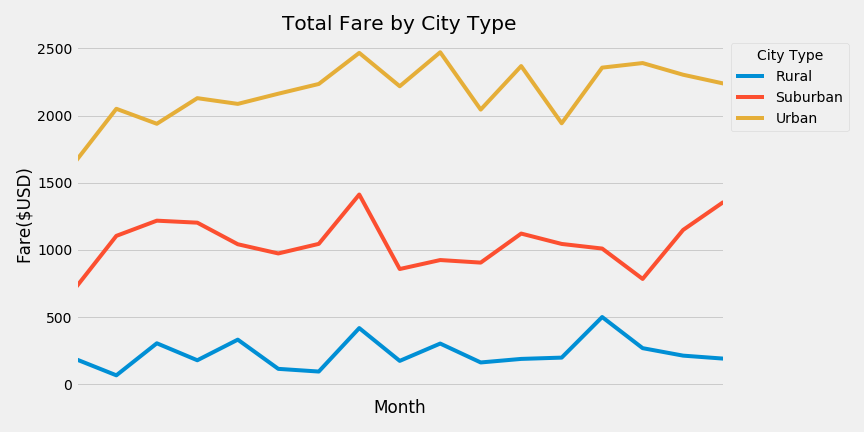 Total Fare by City Type
2500
2000
1500
1000
500
0
Fare($USD)
Month
City Type
Rural
Suburban
Urban